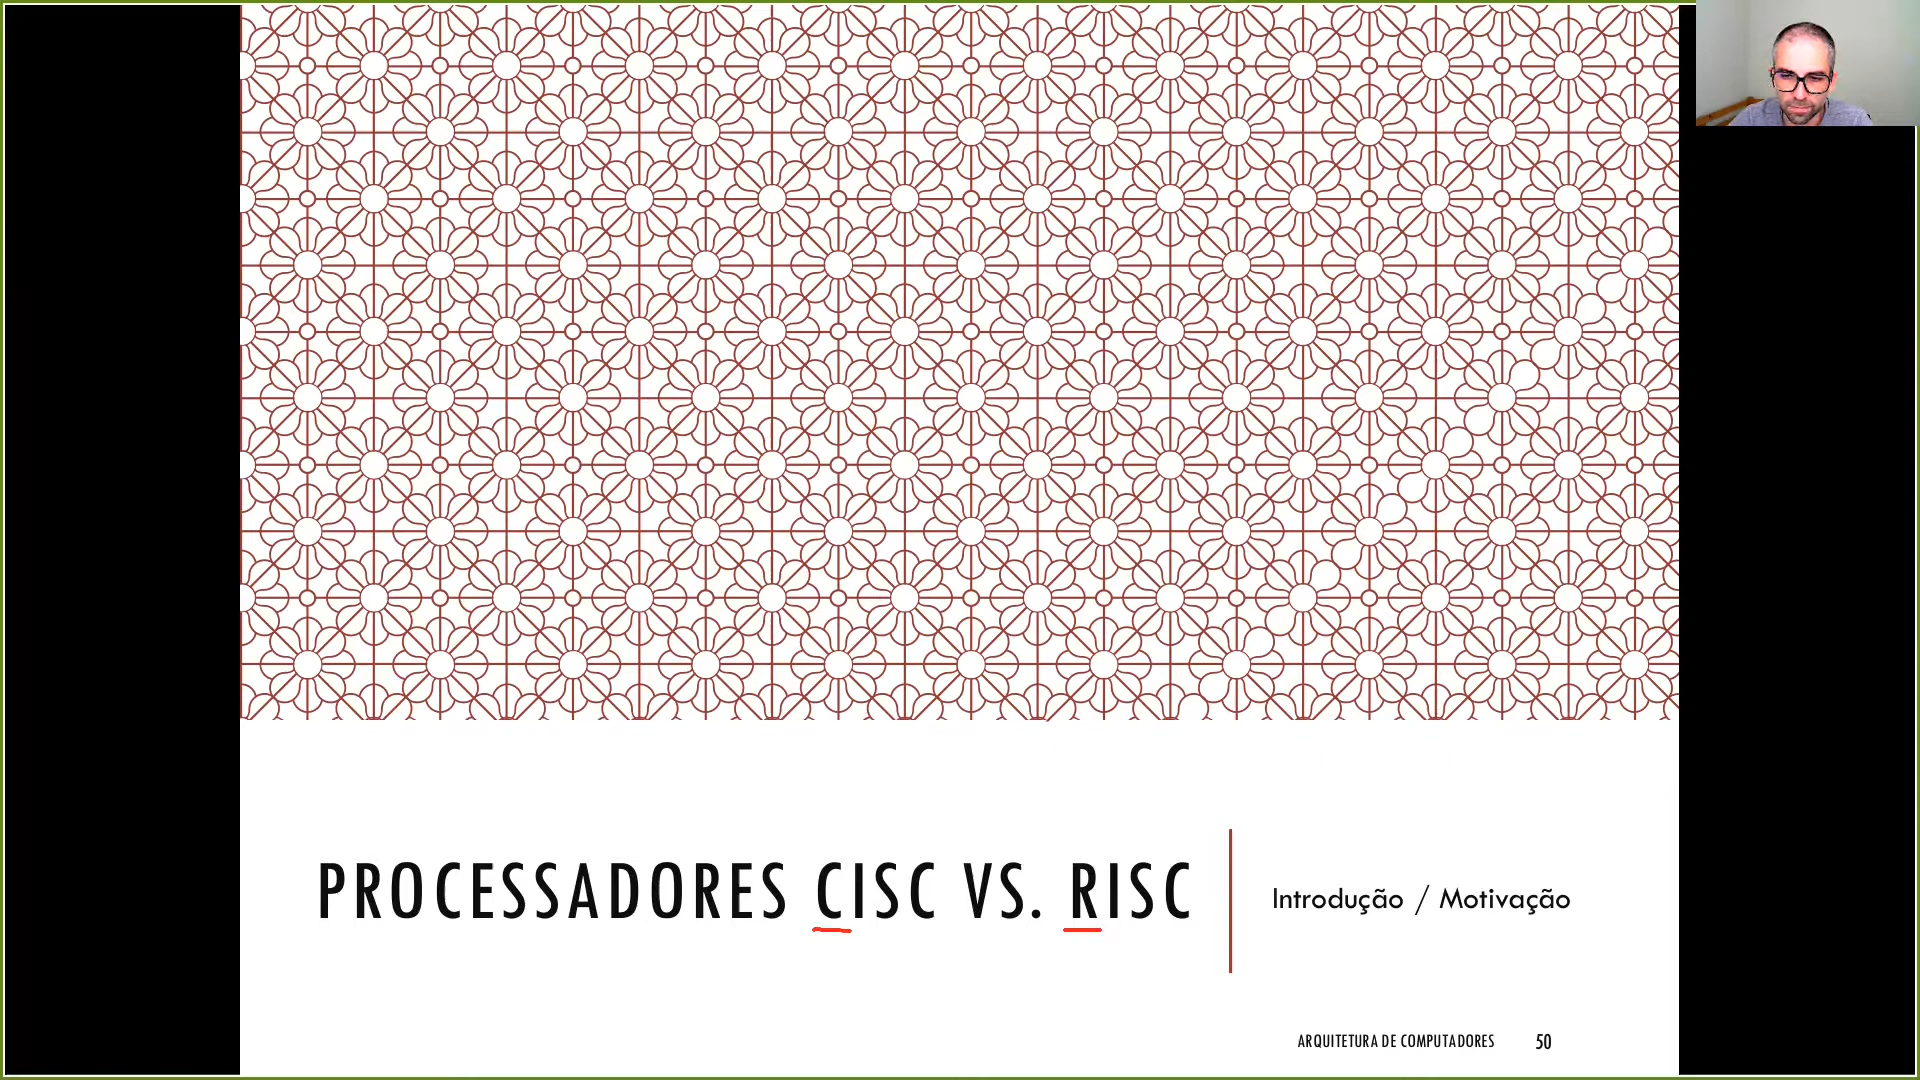 PROCESSADORES CISC VS. RISC
Introdução / Motivação
ARQUITETURA DE COMPUTADORES 50